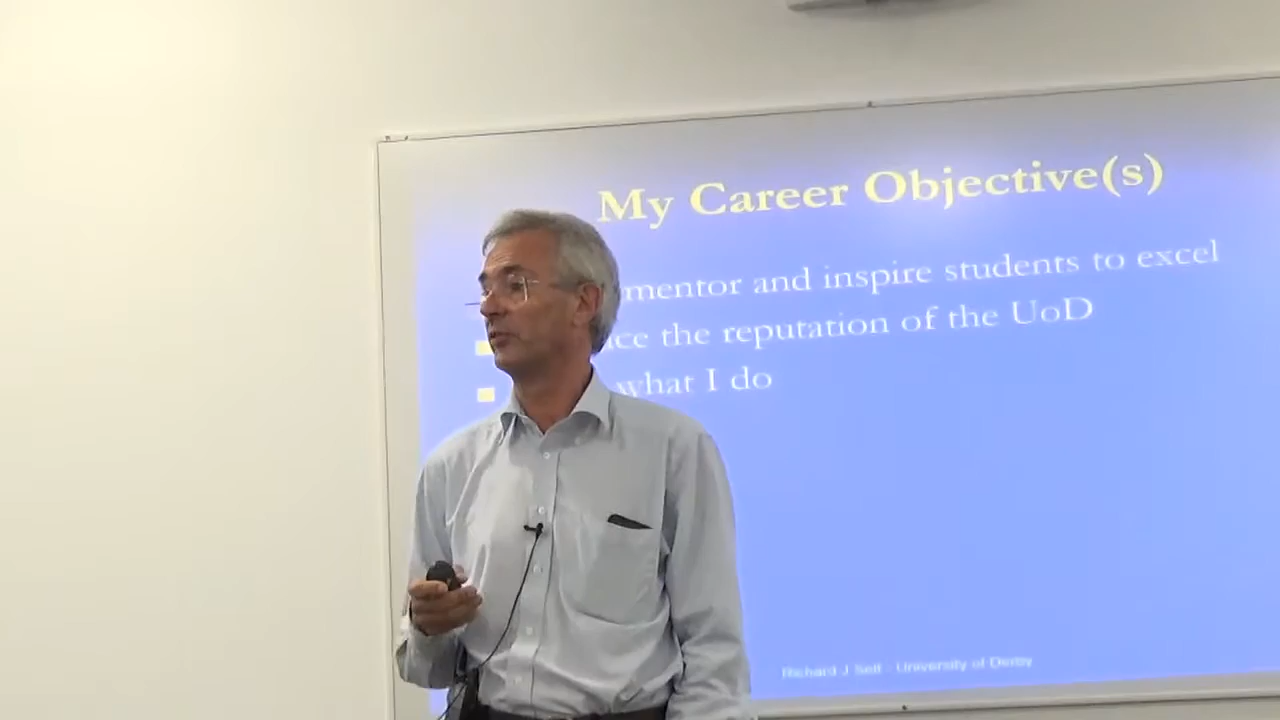 My Career Objective(s)
mentor and inspire students to excel
the reputation of the UoD
what I do
Richard J Self - University of Derby